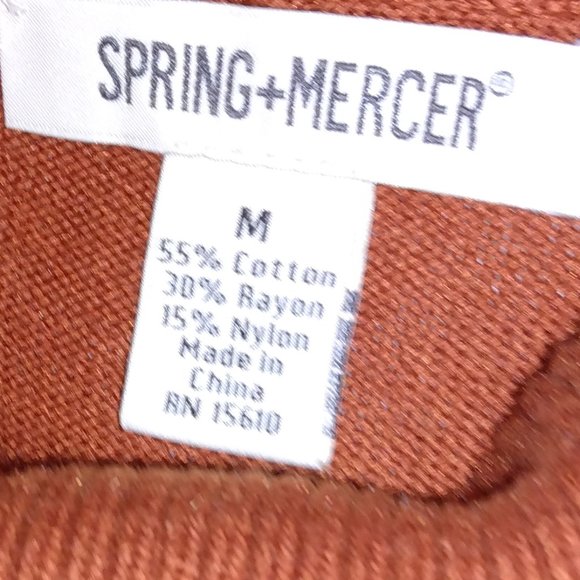 SPRING+MERCER®
M
55% Cotton
30% Rayon
15% Nylon
Made in
China
RN 15610